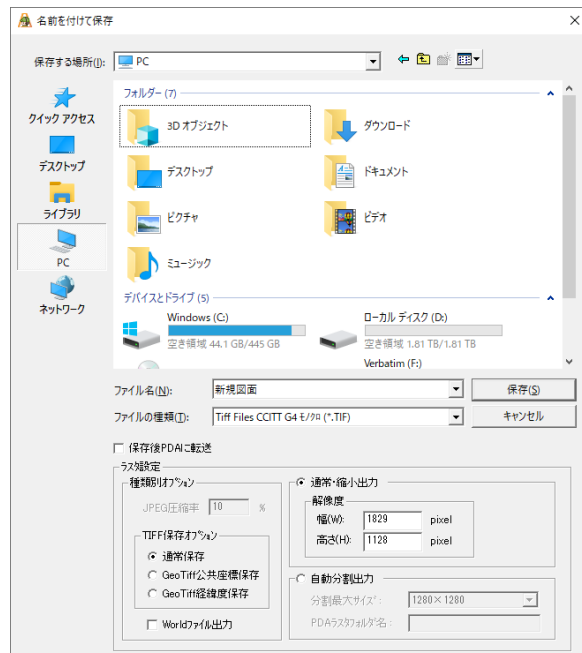 名前を付けて保存
保存する場所(I):
PC
クイック アクセス
デスクトップ
ライブラリ
PC
ネットワーク
フォルダー (7)
3D オブジェクト
ダウンロード
デスクトップ
ドキュメント
ピクチャ
ビデオ
ミュージック
デバイスとドライブ (5)
Windows (C:)
空き領域 44.1 GB/445 GB
ローカル ディスク (D:)
空き領域 1.81 TB/1.81 TB
Verbatim (F:)
ファイル名(N):
新規図面
保存(S)
ファイルの種類(T):
Tiff Files CCITT G4 ﾓﾉｸﾛ (*.TIF)
キャンセル
保存後PDAに転送
ﾗｽﾀ設定
種類別ｵﾌﾟｼｮﾝ
JPEG圧縮率
10
%
TIFF保存ｵﾌﾟｼｮﾝ
通常保存
GeoTiff公共座標保存
GeoTiff経緯度保存
Worldﾌｧｲﾙ出力
通常・縮小出力
解像度
幅(W):
1829
pixel
高さ(H):
1128
pixel
自動分割出力
分割最大ｻｲｽﾞ:
1280×1280
PDAﾗｽﾀﾌｫﾙﾀﾞ名: